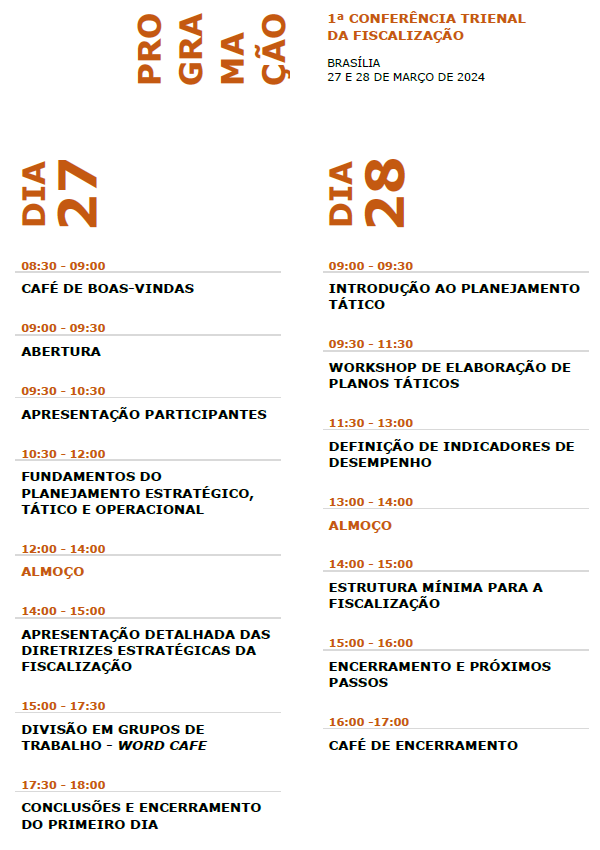 PRO
GRA
MA
ÇÃO
1ª CONFERÊNCIA TRIENAL
DA FISCALIZAÇÃO
BRASÍLIA
27 E 28 DE MARÇO DE 2024
DIA
27
08:30 - 09:00
CAFÉ DE BOAS-VINDAS
09:00 - 09:30
ABERTURA
09:30 - 10:30
APRESENTAÇÃO PARTICIPANTES
10:30 - 12:00
FUNDAMENTOS DO
PLANEJAMENTO ESTRATÉGICO,
TÁTICO E OPERACIONAL
12:00 - 14:00
ALMOÇO
14:00 - 15:00
APRESENTAÇÃO DETALHADA DAS
DIRETRIZES ESTRATÉGICAS DA
FISCALIZAÇÃO
15:00 - 17:30
DIVISÃO EM GRUPOS DE
TRABALHO - WORD CAFE
17:30 - 18:00
CONCLUSÕES E ENCERRAMENTO
DO PRIMEIRO DIA
DIA
28
09:00 - 09:30
INTRODUÇÃO AO PLANEJAMENTO
TÁTICO
09:30 - 11:30
WORKSHOP DE ELABORAÇÃO DE
PLANOS TÁTICOS
11:30 - 13:00
DEFINIÇÃO DE INDICADORES DE
DESEMPENHO
13:00 - 14:00
ALMOÇO
14:00 - 15:00
ESTRUTURA MÍNIMA PARA A
FISCALIZAÇÃO
15:00 - 16:00
ENCERRAMENTO E PRÓXIMOS
PASSOS
16:00 -17:00
CAFÉ DE ENCERRAMENTO